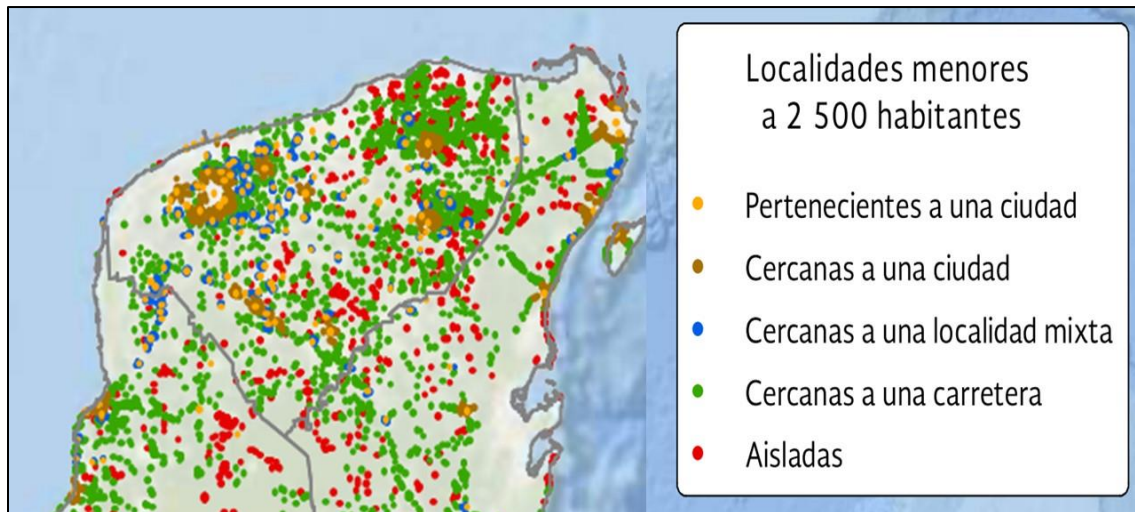 Localidades menores
a 2 500 habitantes
Pertenecientes a una ciudad
Cercanas a una ciudad
Cercanas a una localidad mixta
Cercanas a una carretera
Aisladas